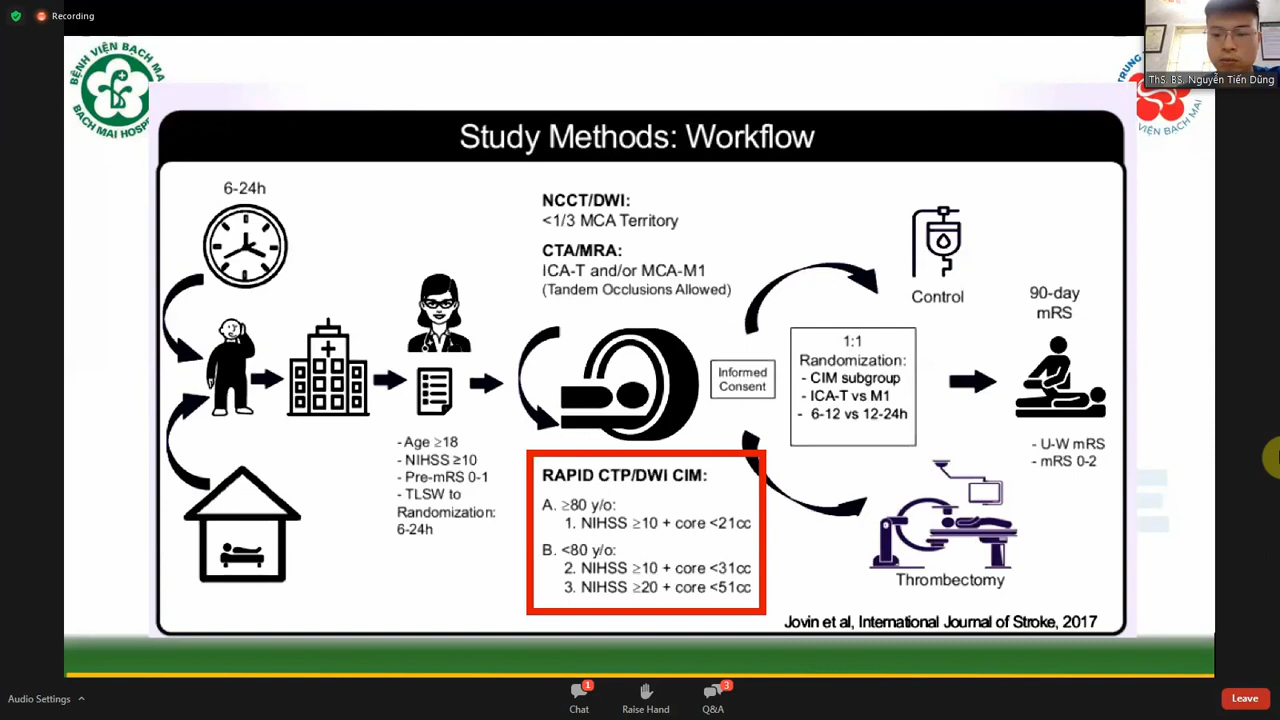 Recording
ThS. BS. Nguyễn Tiến Dũng
BỆNH VIỆN BẠCH MAI
BACH MAI HOSP
TRUNG
VIỆN BẠCH MAI
Study Methods: Workflow
6-24h
- Age ≥18
- NIHSS ≥10
- Pre-mRS 0-1
- TLSW to
Randomization:
6-24h
NCCT/DWI:
<1/3 MCA Territory
CTA/MRA:
ICA-T and/or MCA-M1
(Tandem Occlusions Allowed)
RAPID CTP/DWI CIM:
A. ≥80 y/o:
1. NIHSS ≥10 + core <21cc
B. <80 y/o:
2. NIHSS ≥10 + core <31cc
3. NIHSS ≥20 + core <51cc
Informed
Consent
Control
1:1
Randomization:
- CIM subgroup
- ICA-T vs M1
- 6-12 vs 12-24h
Thrombectomy
90-day
mRS
- U-W mRS
- mRS 0-2
Jovin et al, International Journal of Stroke, 2017
Audio Settings
1
Chat
Raise Hand
3
Q&A
Leave